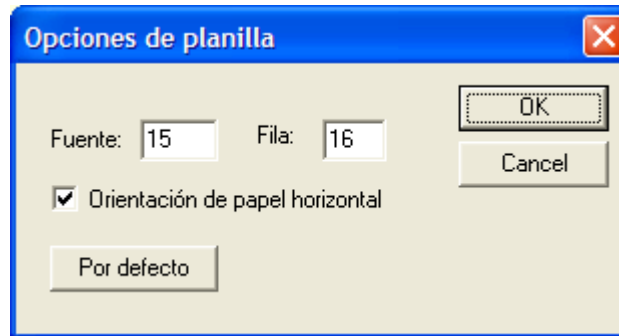 Opciones de planilla
OK
Fuente: 15 Fila: 16
Cancel
Orientación de papel horizontal
Por defecto